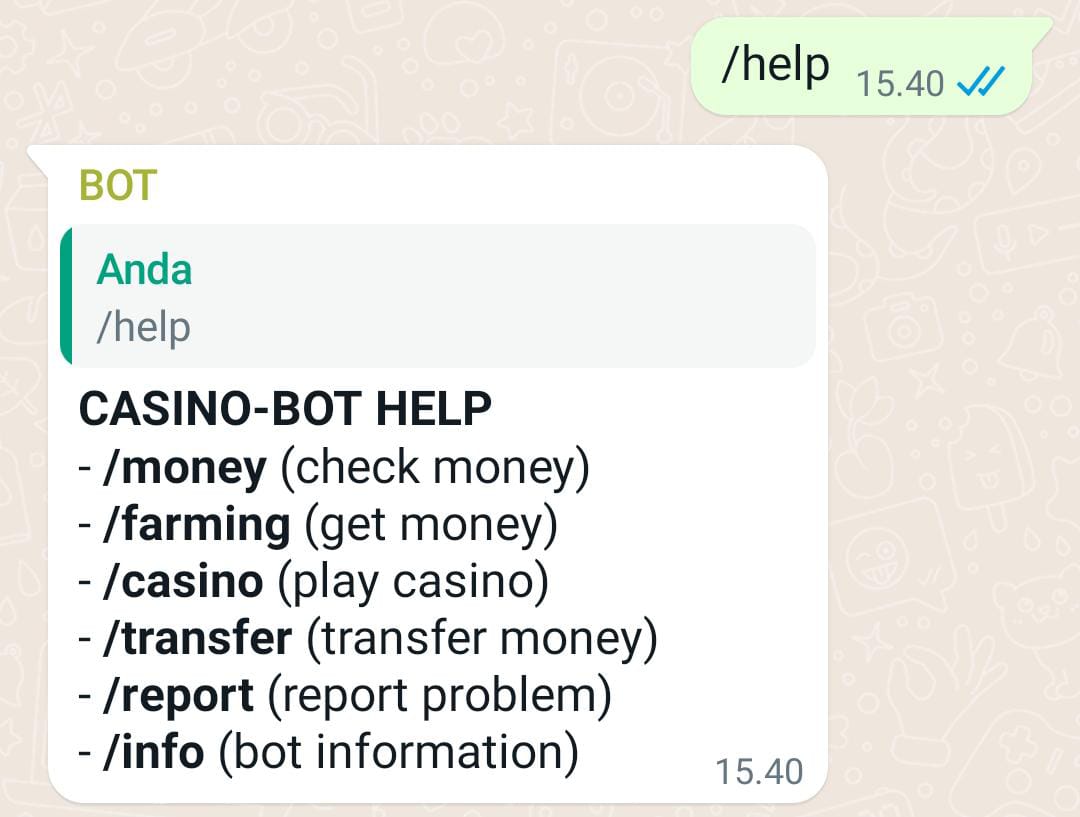 /help 15.40
BOT
Anda
/help
CASINO-BOT HELP
- /money (check money)
- /farming (get money)
- /casino (play casino)
- /transfer (transfer money)
- /report (report problem)
- /info (bot information)
15.40